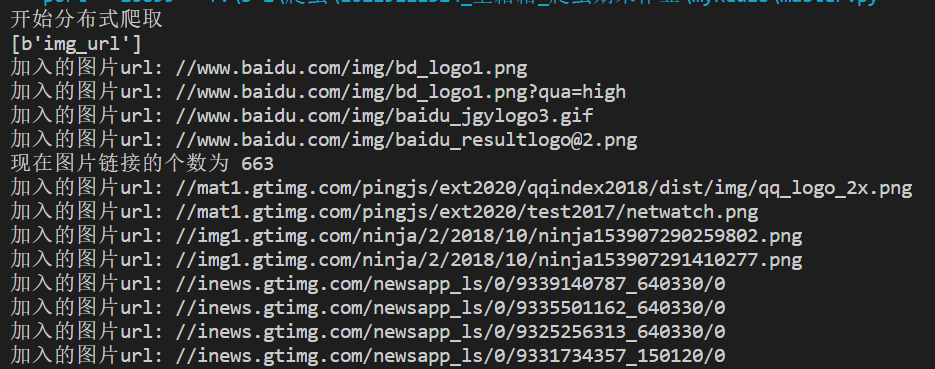 开始分布式爬取
[b'img_url']
加入的图片url: //www.baidu.com/img/bd_logo1.png
加入的图片url: //www.baidu.com/img/bd_logo1.png?qua=high
加入的图片url: //www.baidu.com/img/baidu_jgylogo3.gif
加入的图片url: //www.baidu.com/img/baidu_resultlogo@2.png
现在图片链接的个数为 663
加入的图片url: //mat1.gtimg.com/pingjs/ext2020/qqindex2018/dist/img/qq_logo_2x.png
加入的图片url: //mat1.gtimg.com/pingjs/ext2020/test2017/netwatch.png
加入的图片url: //img1.gtimg.com/ninja/2/2018/10/ninja153907290259802.png
加入的图片url: //img1.gtimg.com/ninja/2/2018/10/ninja153907291410277.png
加入的图片url: //inews.gtimg.com/newsapp_ls/0/9339140787_640330/0
加入的图片url: //inews.gtimg.com/newsapp_ls/0/9335501162_640330/0
加入的图片url: //inews.gtimg.com/newsapp_ls/0/9325256313_640330/0
加入的图片url: //inews.gtimg.com/newsapp_ls/0/9331734357_150120/0